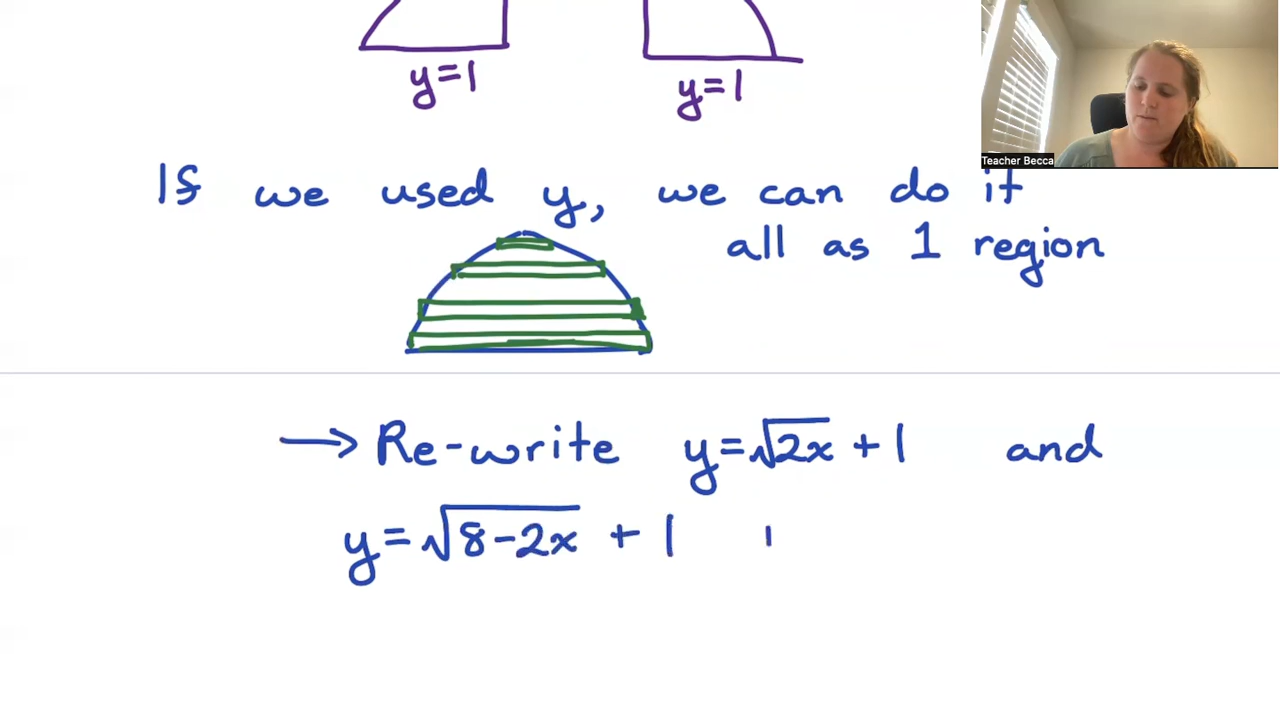 y=1
y=1
Teacher Becca
If we used y, we can do it
all as 1 region
→ Re-write y=√2x + 1 and
y=√8-2x + 1